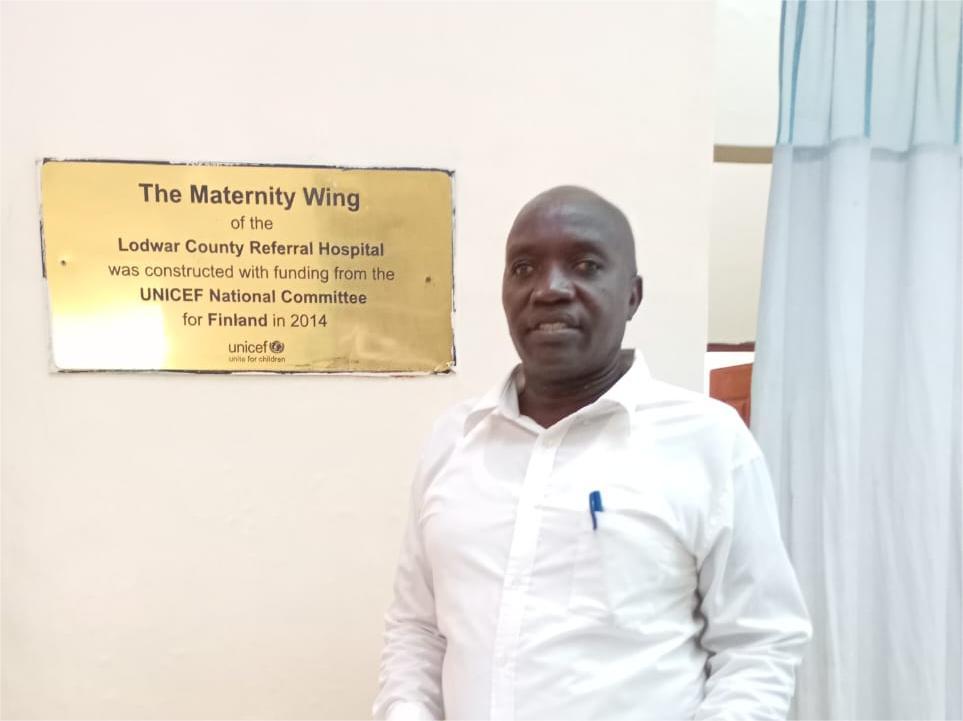 The Maternity Wing
of the
Lodwar County Referral Hospital
was constructed with funding from the
UNICEF National Committee
for Finland in 2014
unicef
unite for children